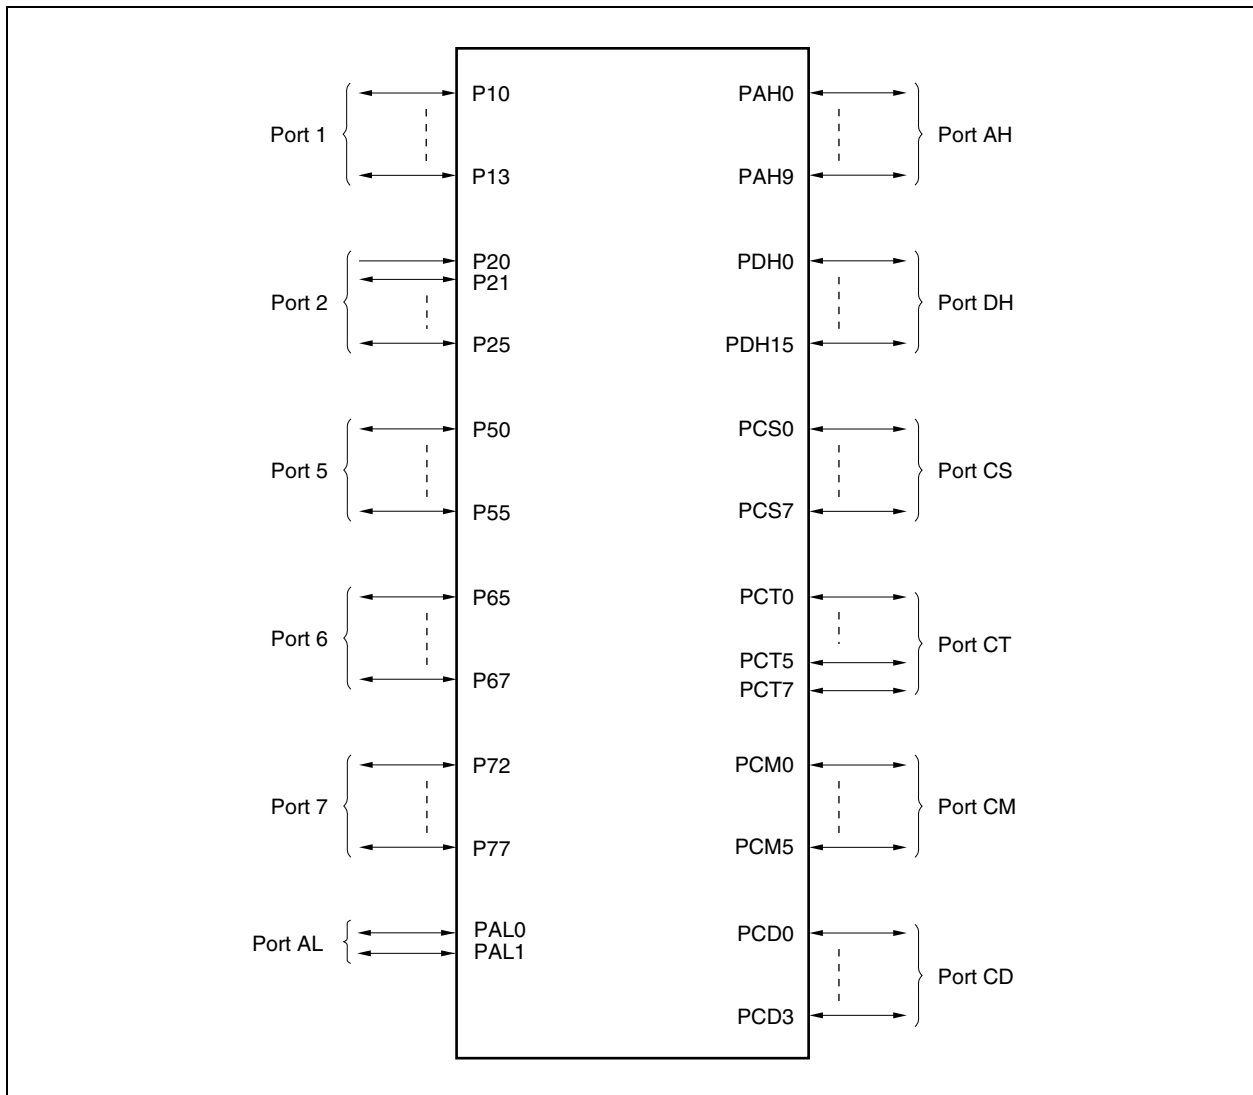 Port 1
P10
P13
Port 2
P20
P21
P25
Port 5
P50
P55
Port 6
P65
P67
Port 7
P72
P77
Port AL
PAL0
PAL1
PAH0
PAH9
Port AH
PDH0
PDH15
Port DH
PCS0
PCS7
Port CS
PCT0
PCT5
PCT7
Port CT
PCM0
PCM5
Port CM
PCD0
PCD3
Port CD